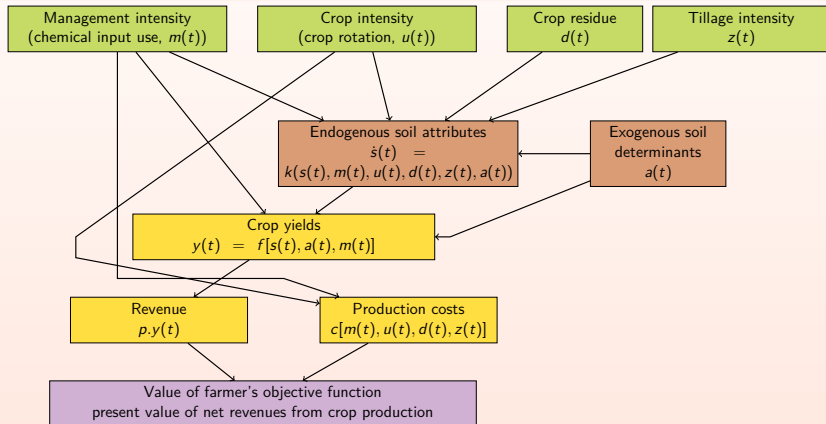 Management intensity
(chemical input use, m(t))
Crop intensity
(crop rotation, u(t))
Crop residue
d(t)
Tillage intensity
z(t)
Endogenous soil attributes
ṡ(t) =
k(s(t), m(t), u(t), d(t), z(t), a(t))
Exogenous soil
determinants
a(t)
Crop yields
y(t) = f[s(t), a(t), m(t)]
Revenue
p.y(t)
Production costs
c[m(t), u(t), d(t), z(t)]
Value of farmer's objective function
present value of net revenues from crop production